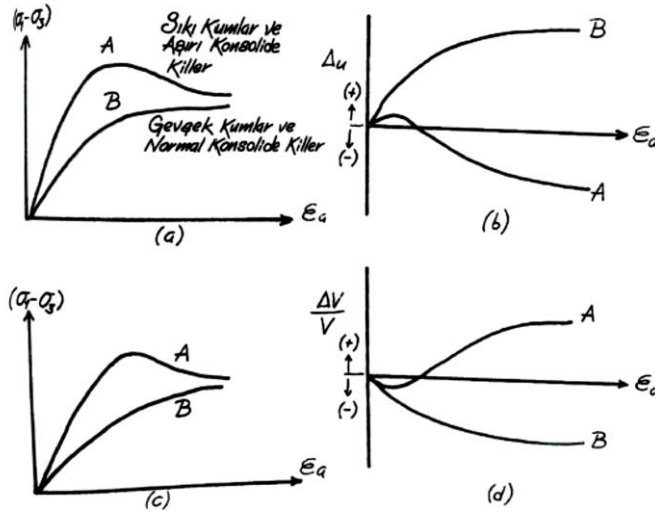 (σ₁-σ₃)
A
Sıkı Kumlar ve
Aşırı Konsolide
Killer
B
Gevşek Kumlar ve
Normal Konsolide Killer
εa
(a)
Δu
(+)
(-)
B
εa
A
(b)
(σ₁-σ₃)
A
B
εa
(c)
ΔV
V
(+)
(-)
A
εa
B
(d)